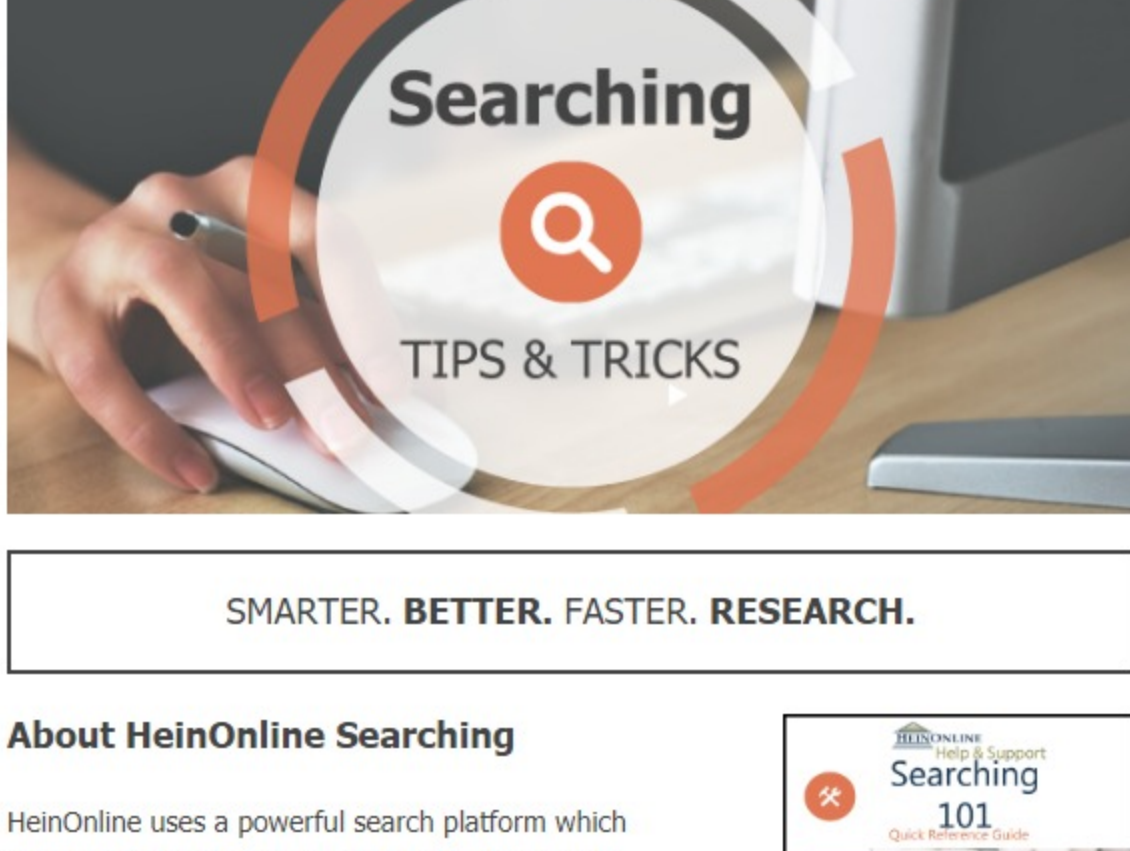 Searching
TIPS & TRICKS
SMARTER. BETTER. FASTER. RESEARCH.
About HeinOnline Searching
HeinOnline uses a powerful search platform which
HEINONLINE
Help & Support
Searching
101
Quick Reference Guide